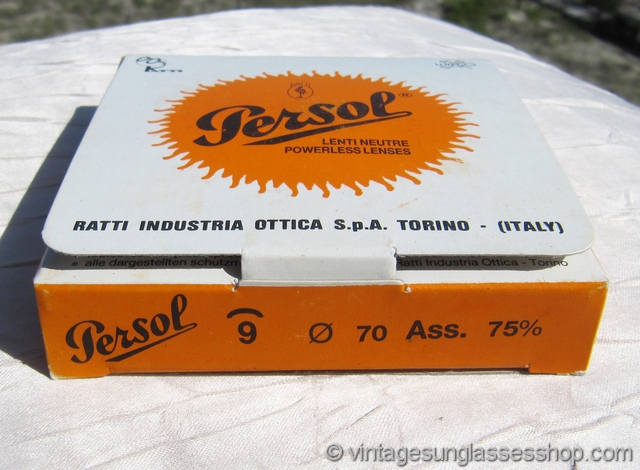 Persol®
LENTI NEUTRE
POWERLESS LENSES
RATTI INDUSTRIA OTTICA S.p.A. TORINO - (ITALY)
• alle dargestellten Ratti Industria Ottica - Torino
Persol 9 Ø 70 Ass. 75%
© vintagesunglassesshop.com